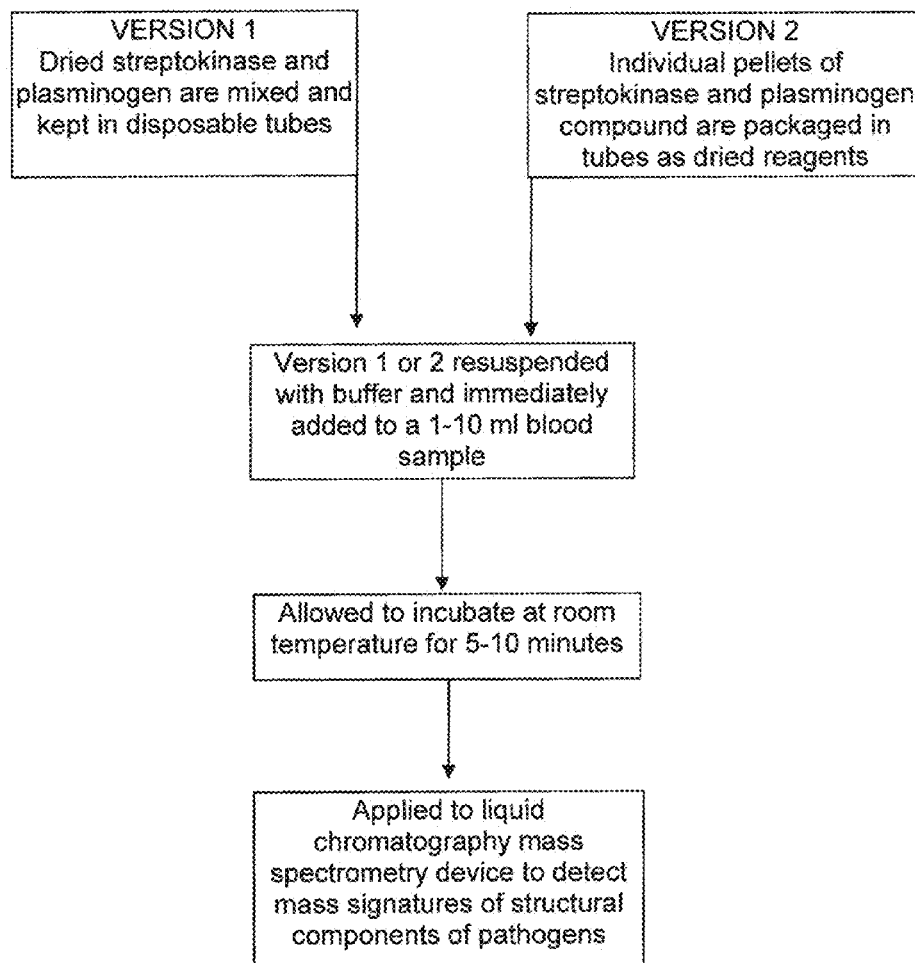 VERSION 1
Dried streptokinase and
plasminogen are mixed and
kept in disposable tubes
VERSION 2
Individual pellets of
streptokinase and plasminogen
compound are packaged in
tubes as dried reagents
Version 1 or 2 resuspended
with buffer and immediately
added to a 1-10 ml blood
sample
Allowed to incubate at room
temperature for 5-10 minutes
Applied to liquid
chromatography mass
spectrometry device to detect
mass signatures of structural
components of pathogens